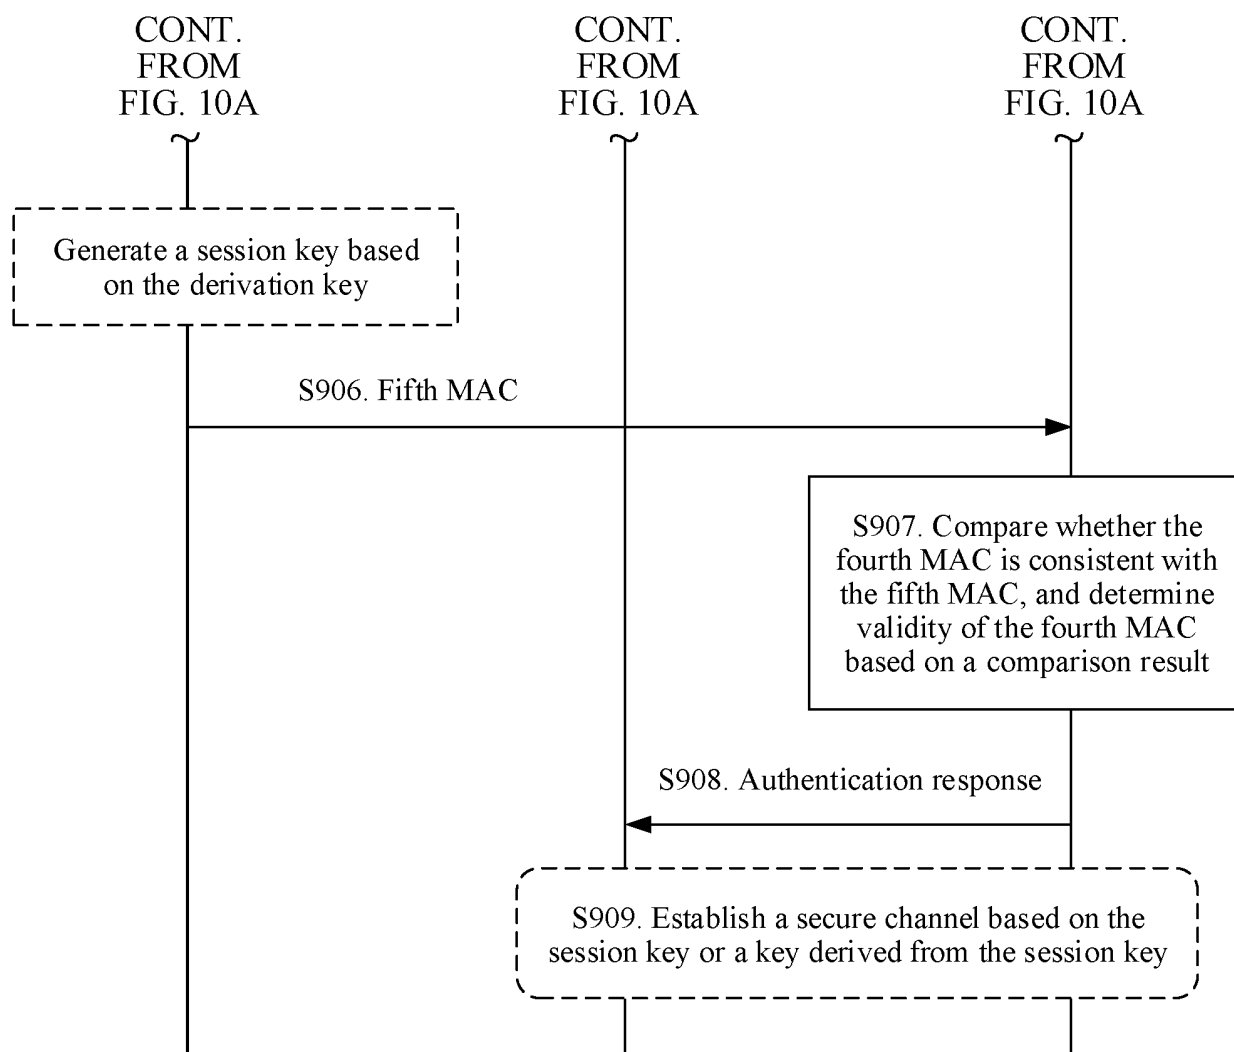 CONT.
FROM
FIG. 10A
CONT.
FROM
FIG. 10A
CONT.
FROM
FIG. 10A
Generate a session key based
on the derivation key
S906. Fifth MAC
S907. Compare whether the
fourth MAC is consistent with
the fifth MAC, and determine
validity of the fourth MAC
based on a comparison result
S908. Authentication response
S909. Establish a secure channel based on the
session key or a key derived from the session key